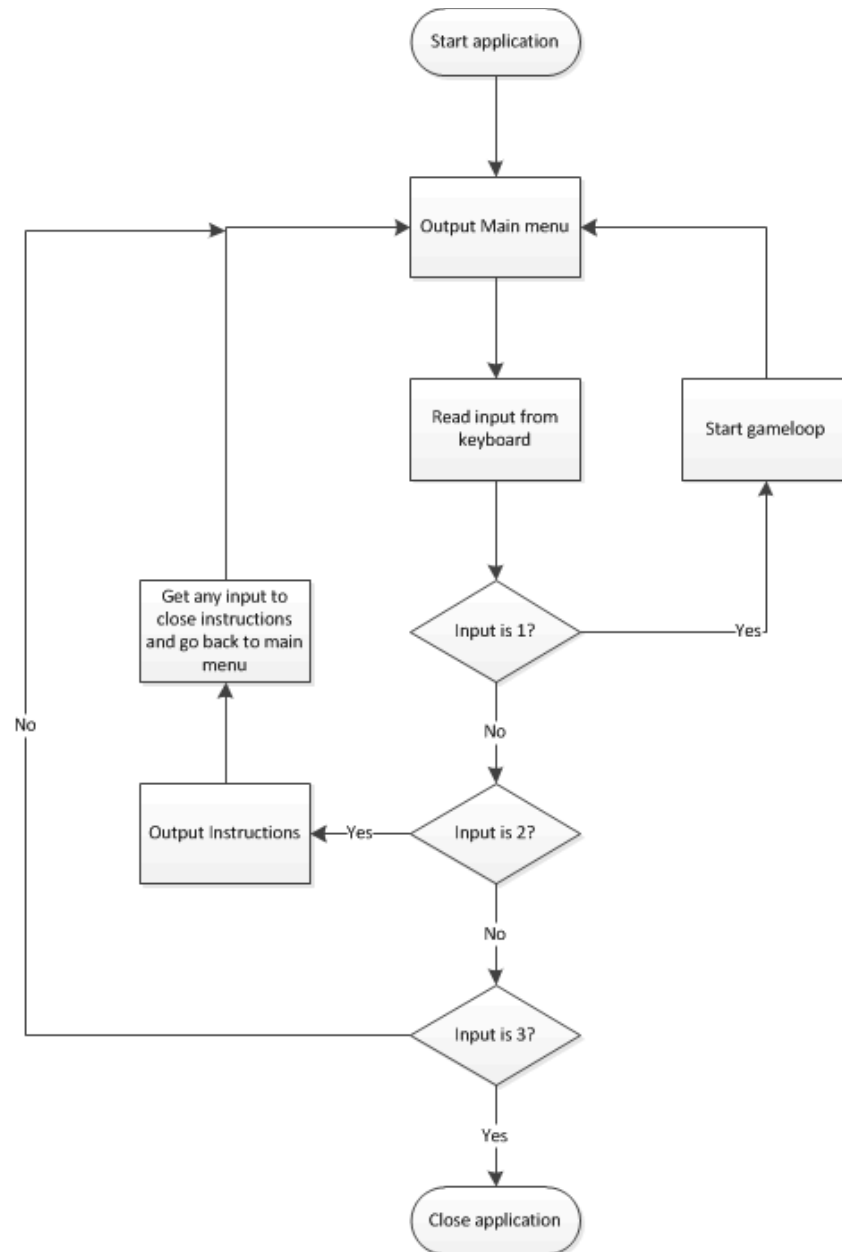 Start application
Output Main menu
Read input from
keyboard
Start gameloop
Get any input to
close instructions
and go back to main
menu
Input is 1?
Yes
No
No
Output Instructions
Yes
Input is 2?
No
Input is 3?
Yes
Close application